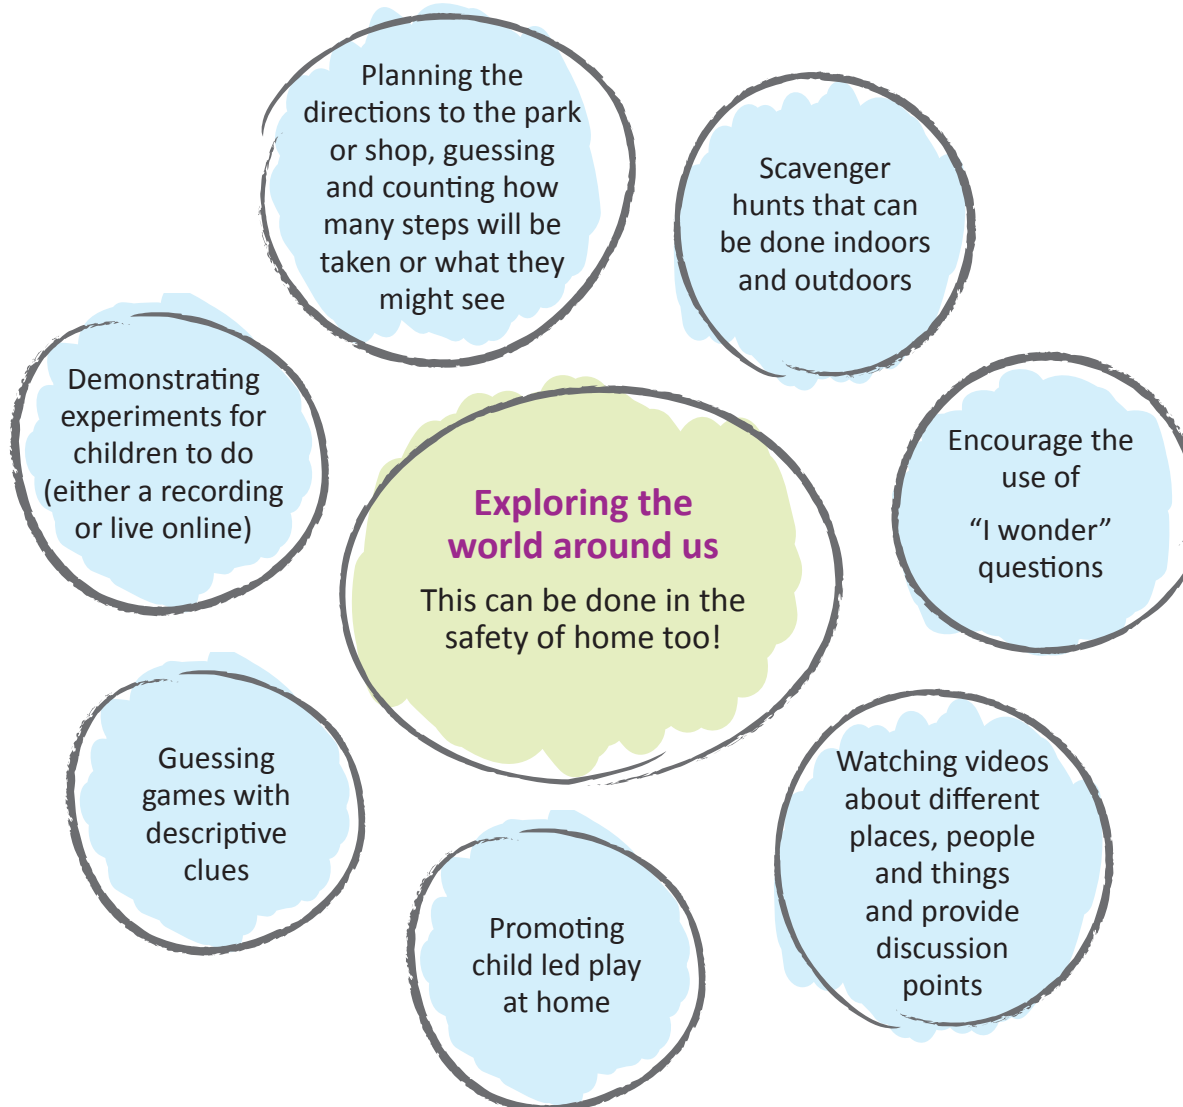 Planning the
directions to the park
or shop, guessing
and counting how
many steps will be
taken or what they
might see
Scavenger
hunts that can
be done indoors
and outdoors
Demonstrating
experiments for
children to do
(either a recording
or live online)
Exploring the
world around us
This can be done in the
safety of home too!
Encourage the
use of
“I wonder”
questions
Guessing
games with
descriptive
clues
Promoting
child led play
at home
Watching videos
about different
places, people
and things
and provide
discussion
points